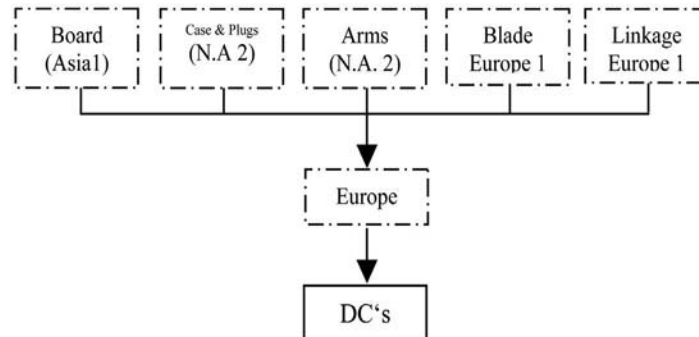 Board
(Asia1)
Case & Plugs
(N.A 2)
Arms
(N.A. 2)
Blade
Europe 1
Linkage
Europe 1
Europe
DC‘s